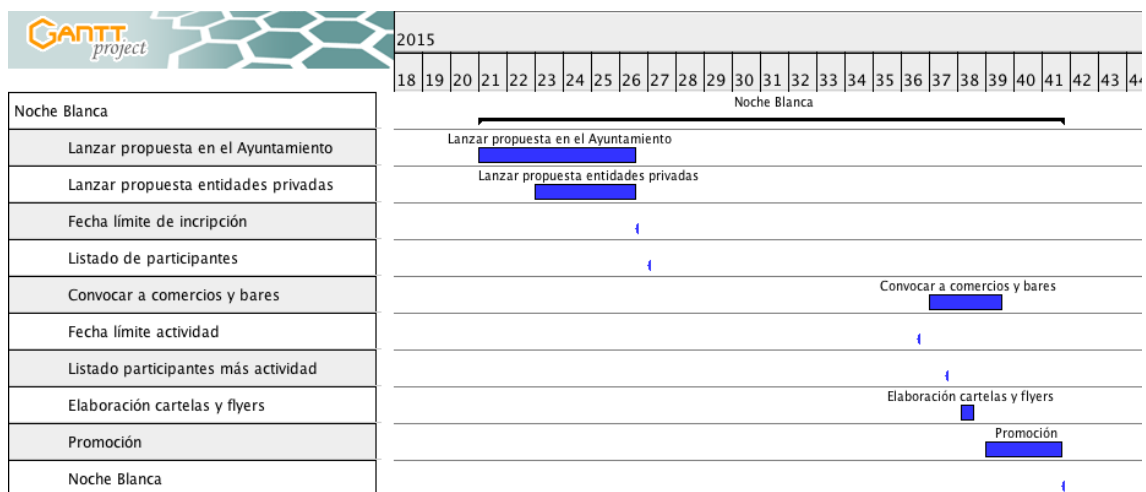 GANTT
project
2015
18 19 20 21 22 23 24 25 26 27 28 29 30 31 32 33 34 35 36 37 38 39 40 41 42 43 44
Noche Blanca
Noche Blanca
Lanzar propuesta en el Ayuntamiento
Lanzar propuesta en el Ayuntamiento
Lanzar propuesta entidades privadas
Lanzar propuesta entidades privadas
Fecha límite de incripción
Listado de participantes
Convocar a comercios y bares
Convocar a comercios y bares
Fecha límite actividad
Listado participantes más actividad
Elaboración cartelas y flyers
Elaboración cartelas y flyers
Promoción
Promoción
Noche Blanca